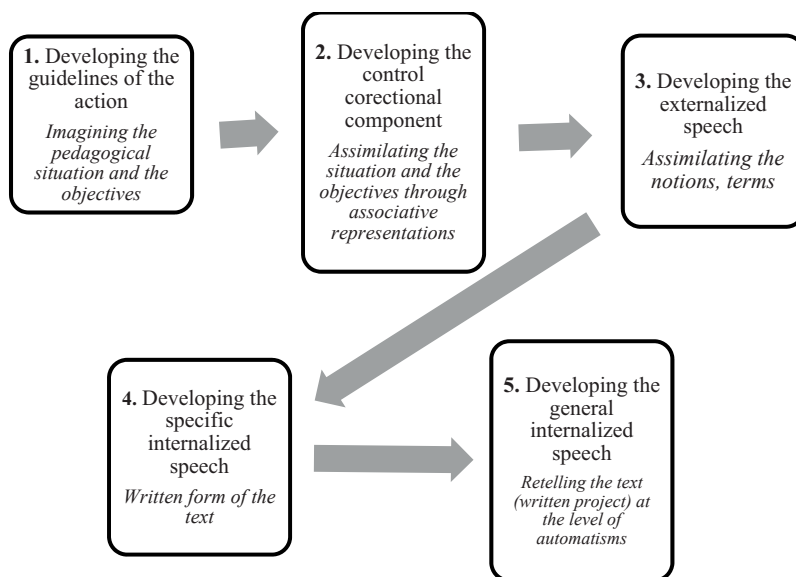 1. Developing the
guidelines of the
action
Imagining the
pedagogical
situation and the
objectives
2. Developing the
control
corectional
component
Assimilating the
situation and the
objectives through
associative
representations
3. Developing the
externalized
speech
Assimilating the
notions, terms
4. Developing the
specific
internalized
speech
Written form of the
text
5. Developing the
general
internalized
speech
Retelling the text
(written project) at
the level of
automatisms